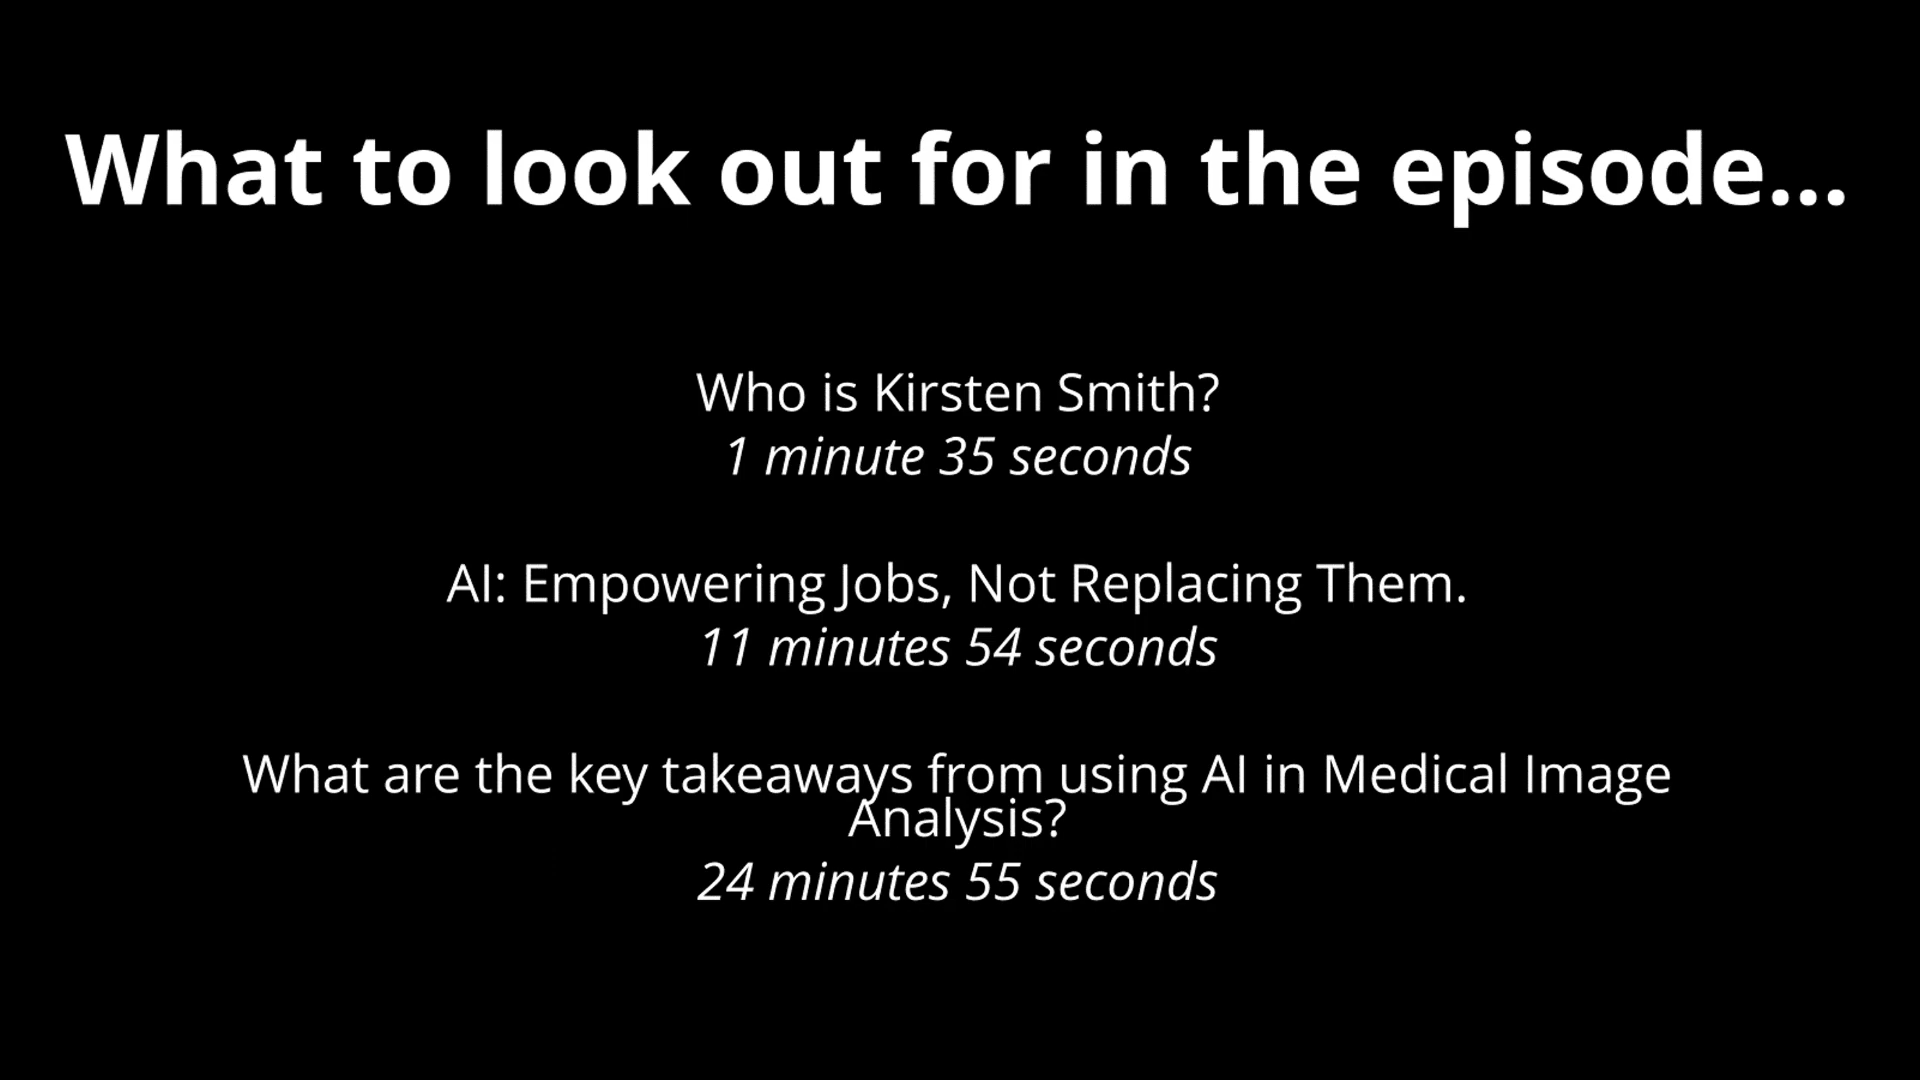 What to look out for in the episode...
Who is Kirsten Smith?
1 minute 35 seconds
AI: Empowering Jobs, Not Replacing Them.
11 minutes 54 seconds
What are the key takeaways from using AI in Medical Image
Analysis?
24 minutes 55 seconds